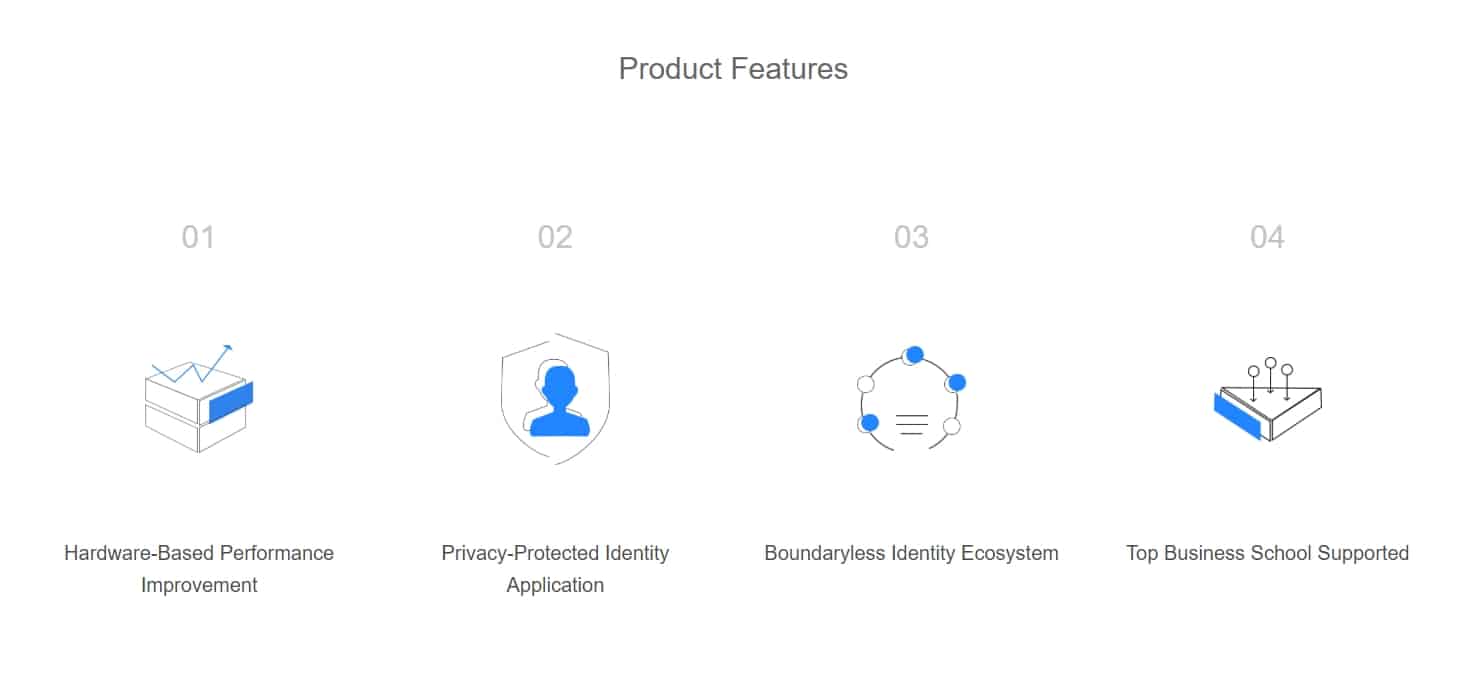 Product Features
01
02
03
04
Hardware-Based Performance
Improvement
Privacy-Protected Identity
Application
Boundaryless Identity Ecosystem
Top Business School Supported